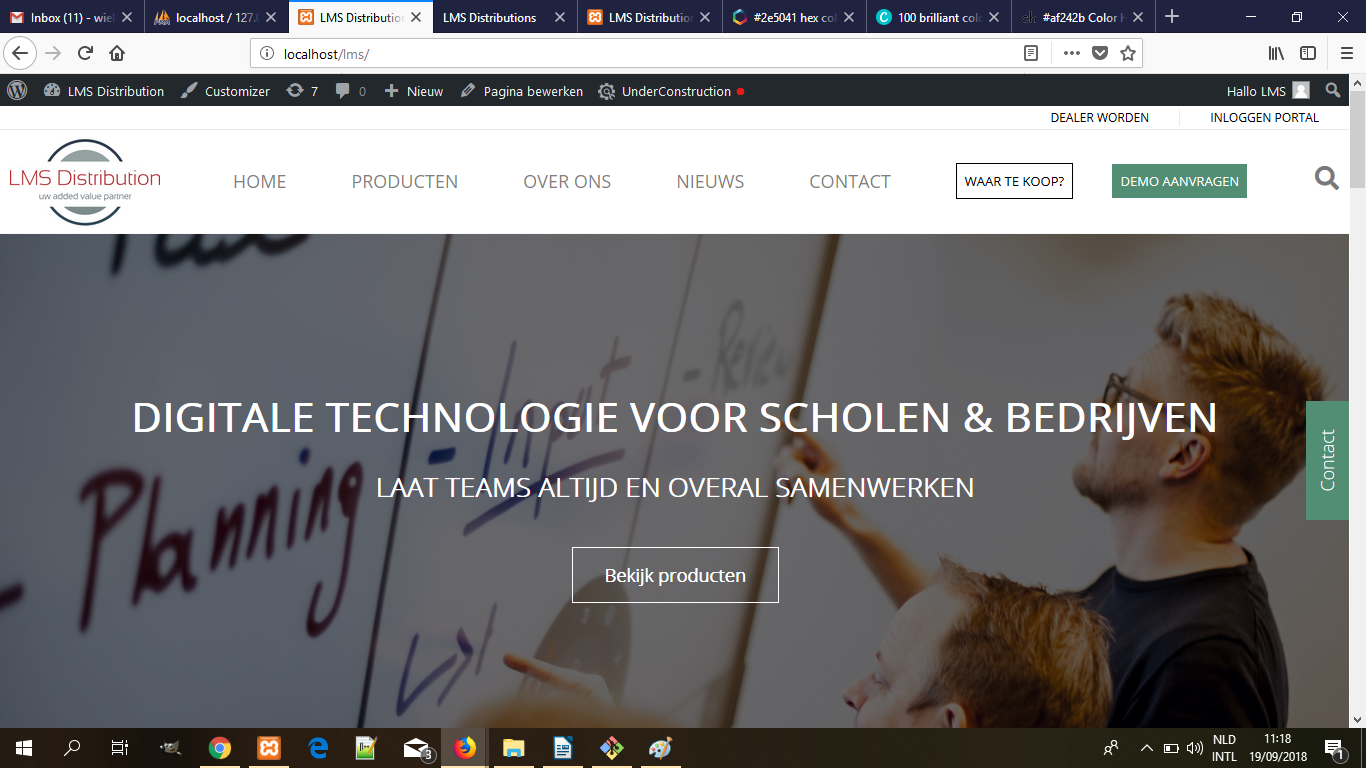 Inbox (11) - wiel
localhost / 127.0
LMS Distribution
LMS Distributions
LMS Distribution
#2e5041 hex col
100 brilliant colo
#af242b Color H
localhost/lms/
LMS Distribution
Customizer
7
0
Nieuw
Pagina bewerken
UnderConstruction
Hallo LMS
DEALER WORDEN
INLOGGEN PORTAL
LMS Distribution
uw added value partner
HOME
PRODUCTEN
OVER ONS
NIEUWS
CONTACT
WAAR TE KOOP?
DEMO AANVRAGEN
- Review
- Input
- Planning
DIGITALE TECHNOLOGIE VOOR SCHOLEN & BEDRIJVEN
LAAT TEAMS ALTIJD EN OVERAL SAMENWERKEN
Bekijk producten
Contact
3
NLD
INTL
11:18
19/09/2018
1